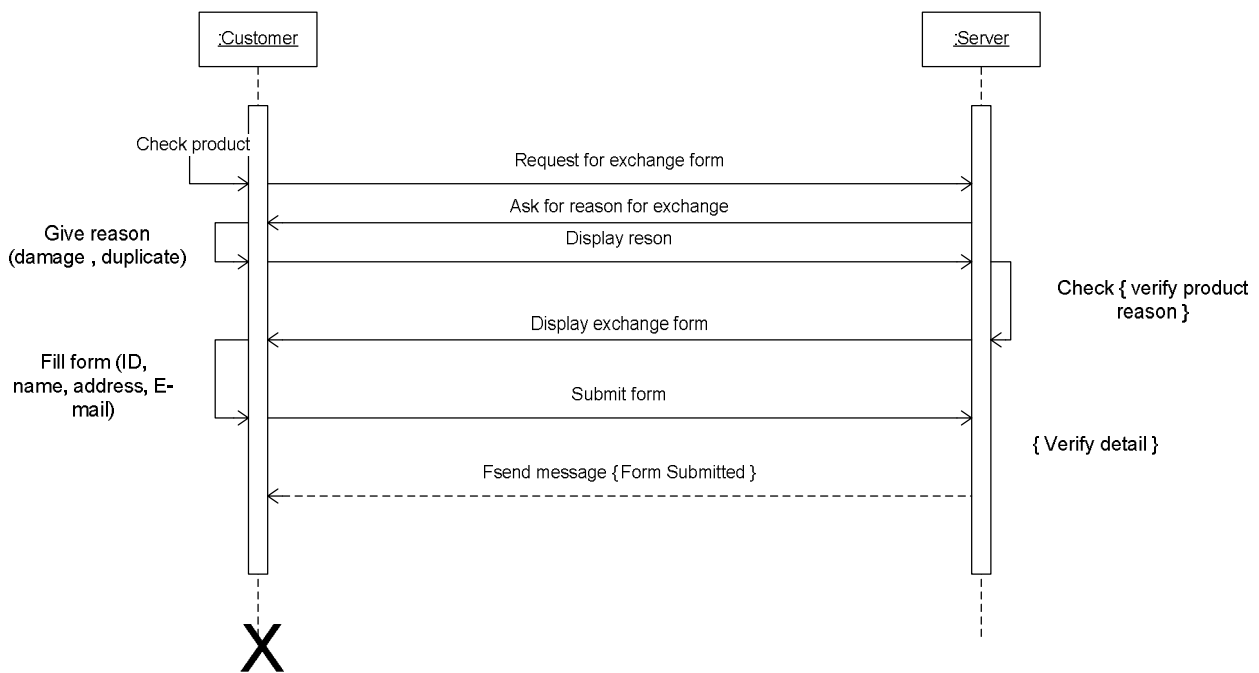 :Customer
:Server
Check product
Request for exchange form
Ask for reason for exchange
Give reason
(damage , duplicate)
Display reson
Check { verify product
reason }
Display exchange form
Fill form (ID,
name, address, E-
mail)
Submit form
{ Verify detail }
Fsend message { Form Submitted }
X